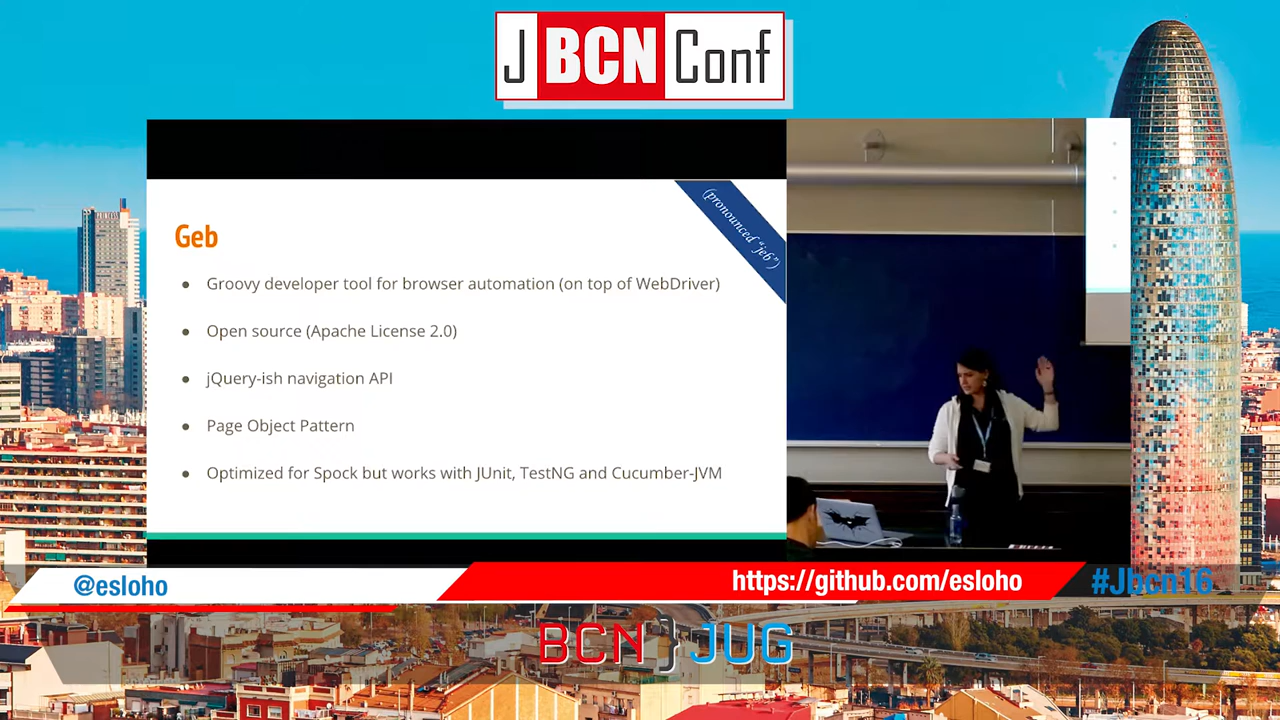 J BCN Conf
(pronounced “jeb”)
Geb
● Groovy developer tool for browser automation (on top of WebDriver)
● Open source (Apache License 2.0)
● jQuery-ish navigation API
● Page Object Pattern
● Optimized for Spock but works with JUnit, TestNG and Cucumber-JVM
@esloho
https://github.com/esloho
#Jbcn16
BCN JUG